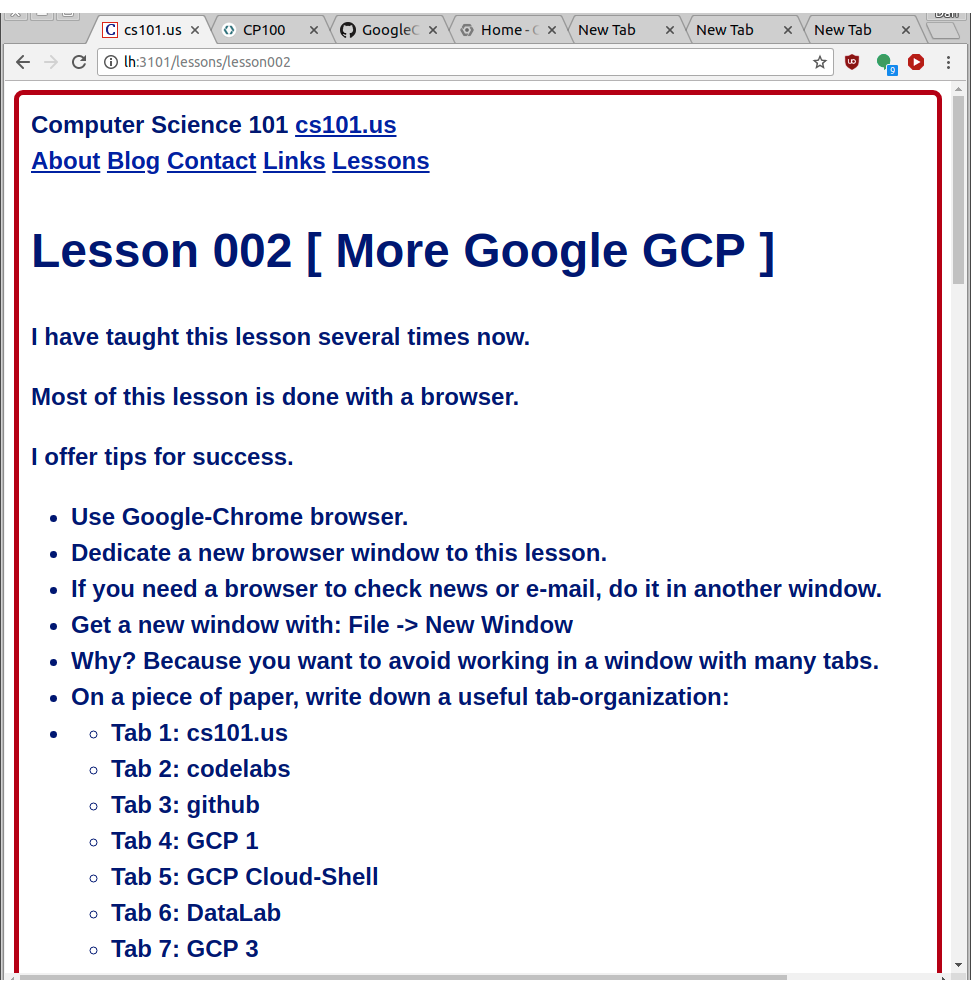 Dan
cs101.us
CP100
GoogleC
Home - G
New Tab
New Tab
New Tab
lh:3101/lessons/lesson002
9
Computer Science 101 cs101.us
About Blog Contact Links Lessons
Lesson 002 [ More Google GCP ]
I have taught this lesson several times now.
Most of this lesson is done with a browser.
I offer tips for success.
Use Google-Chrome browser.
Dedicate a new browser window to this lesson.
If you need a browser to check news or e-mail, do it in another window.
Get a new window with: File -> New Window
Why? Because you want to avoid working in a window with many tabs.
On a piece of paper, write down a useful tab-organization:
Tab 1: cs101.us
Tab 2: codelabs
Tab 3: github
Tab 4: GCP 1
Tab 5: GCP Cloud-Shell
Tab 6: DataLab
Tab 7: GCP 3